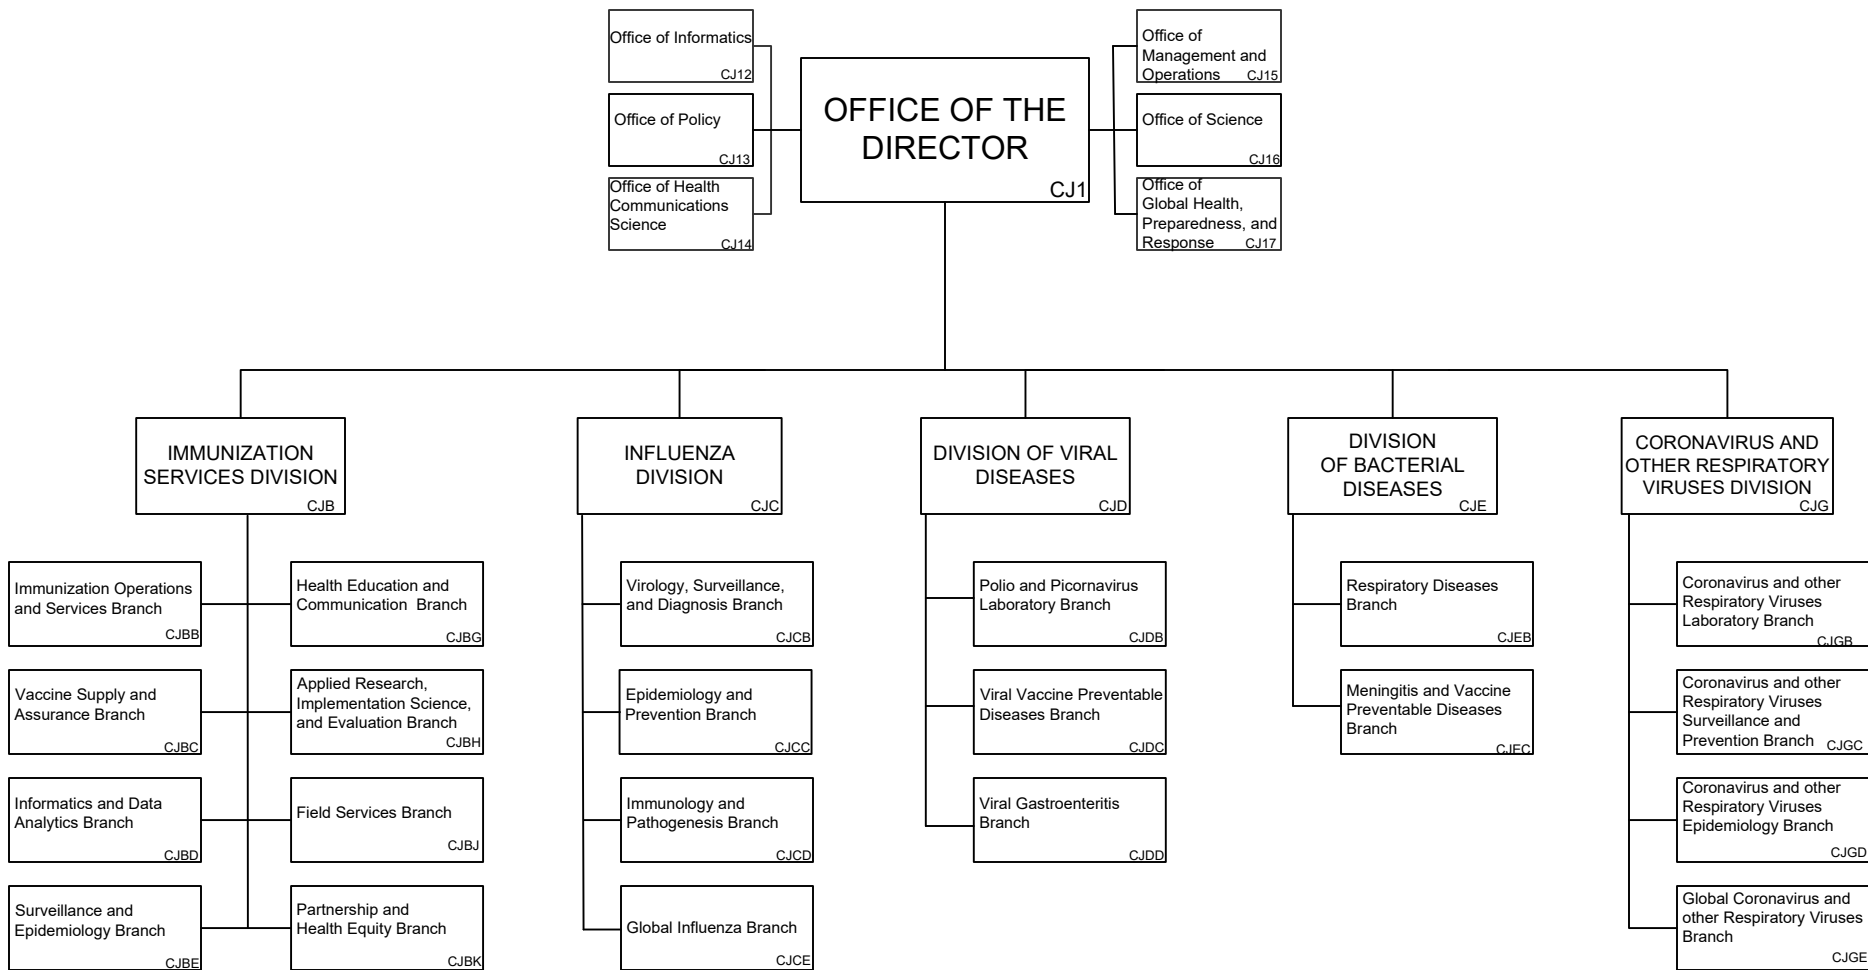 Office of Informatics
CJ12
Office of Policy
CJ13
Office of Health
Communications
Science
CJ14
OFFICE OF THE
DIRECTOR
CJ1
Office of
Management and
Operations CJ15
Office of Science
CJ16
Office of
Global Health,
Preparedness, and
Response CJ17
IMMUNIZATION
SERVICES DIVISION
CJB
INFLUENZA
DIVISION
CJC
DIVISION OF VIRAL
DISEASES
CJD
DIVISION
OF BACTERIAL
DISEASES
CJE
CORONAVIRUS AND
OTHER RESPIRATORY
VIRUSES DIVISION
CJG
Immunization Operations
and Services Branch
CJBB
Vaccine Supply and
Assurance Branch
CJBC
Informatics and Data
Analytics Branch
CJBD
Surveillance and
Epidemiology Branch
CJBE
Health Education and
Communication Branch
CJBG
Applied Research,
Implementation Science,
and Evaluation Branch
CJBH
Field Services Branch
CJBJ
Partnership and
Health Equity Branch
CJBK
Virology, Surveillance,
and Diagnosis Branch
CJCB
Epidemiology and
Prevention Branch
CJCC
Immunology and
Pathogenesis Branch
CJCD
Global Influenza Branch
CJCE
Polio and Picornavirus
Laboratory Branch
CJDB
Viral Vaccine Preventable
Diseases Branch
CJDC
Viral Gastroenteritis
Branch
CJDD
Respiratory Diseases
Branch
CJEB
Meningitis and Vaccine
Preventable Diseases
Branch
CJEC
Coronavirus and other
Respiratory Viruses
Laboratory Branch
CJGB
Coronavirus and other
Respiratory Viruses
Surveillance and
Prevention Branch CJGC
Coronavirus and other
Respiratory Viruses
Epidemiology Branch
CJGD
Global Coronavirus and
other Respiratory Viruses
Branch
CJGE